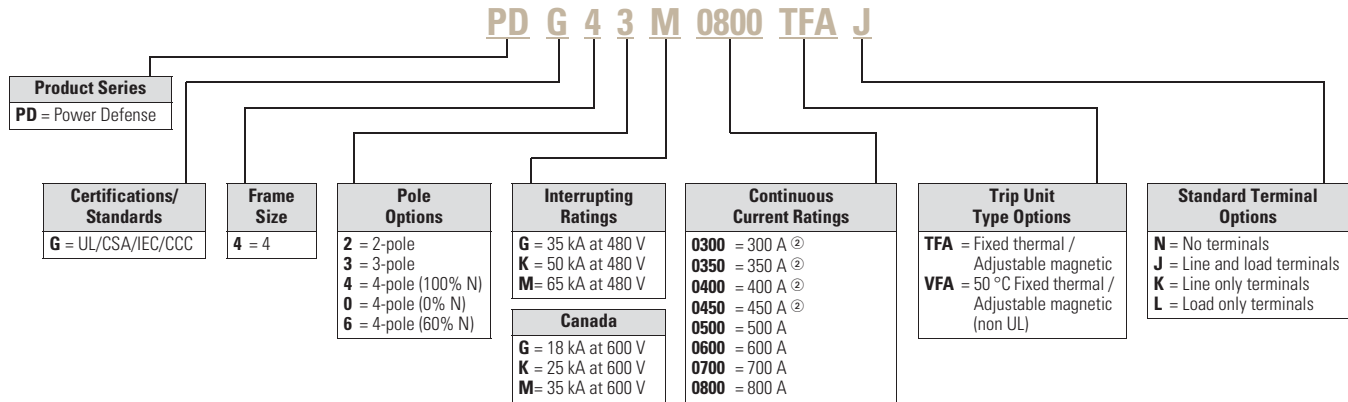 PD G 4 3 M 0800 TFA J
Product Series
PD = Power Defense
Certifications/
Standards
G = UL/CSA/IEC/CCC
Frame
Size
4 = 4
Pole
Options
2 = 2-pole
3 = 3-pole
4 = 4-pole (100% N)
0 = 4-pole (0% N)
6 = 4-pole (60% N)
Interrupting
Ratings
G = 35 kA at 480 V
K = 50 kA at 480 V
M= 65 kA at 480 V
Canada
G = 18 kA at 600 V
K = 25 kA at 600 V
M= 35 kA at 600 V
Continuous
Current Ratings
0300 = 300 A ②
0350 = 350 A ②
0400 = 400 A ②
0450 = 450 A ②
0500 = 500 A
0600 = 600 A
0700 = 700 A
0800 = 800 A
Trip Unit
Type Options
TFA = Fixed thermal /
Adjustable magnetic
VFA = 50 °C Fixed thermal /
Adjustable magnetic
(non UL)
Standard Terminal
Options
N = No terminals
J = Line and load terminals
K = Line only terminals
L = Load only terminals